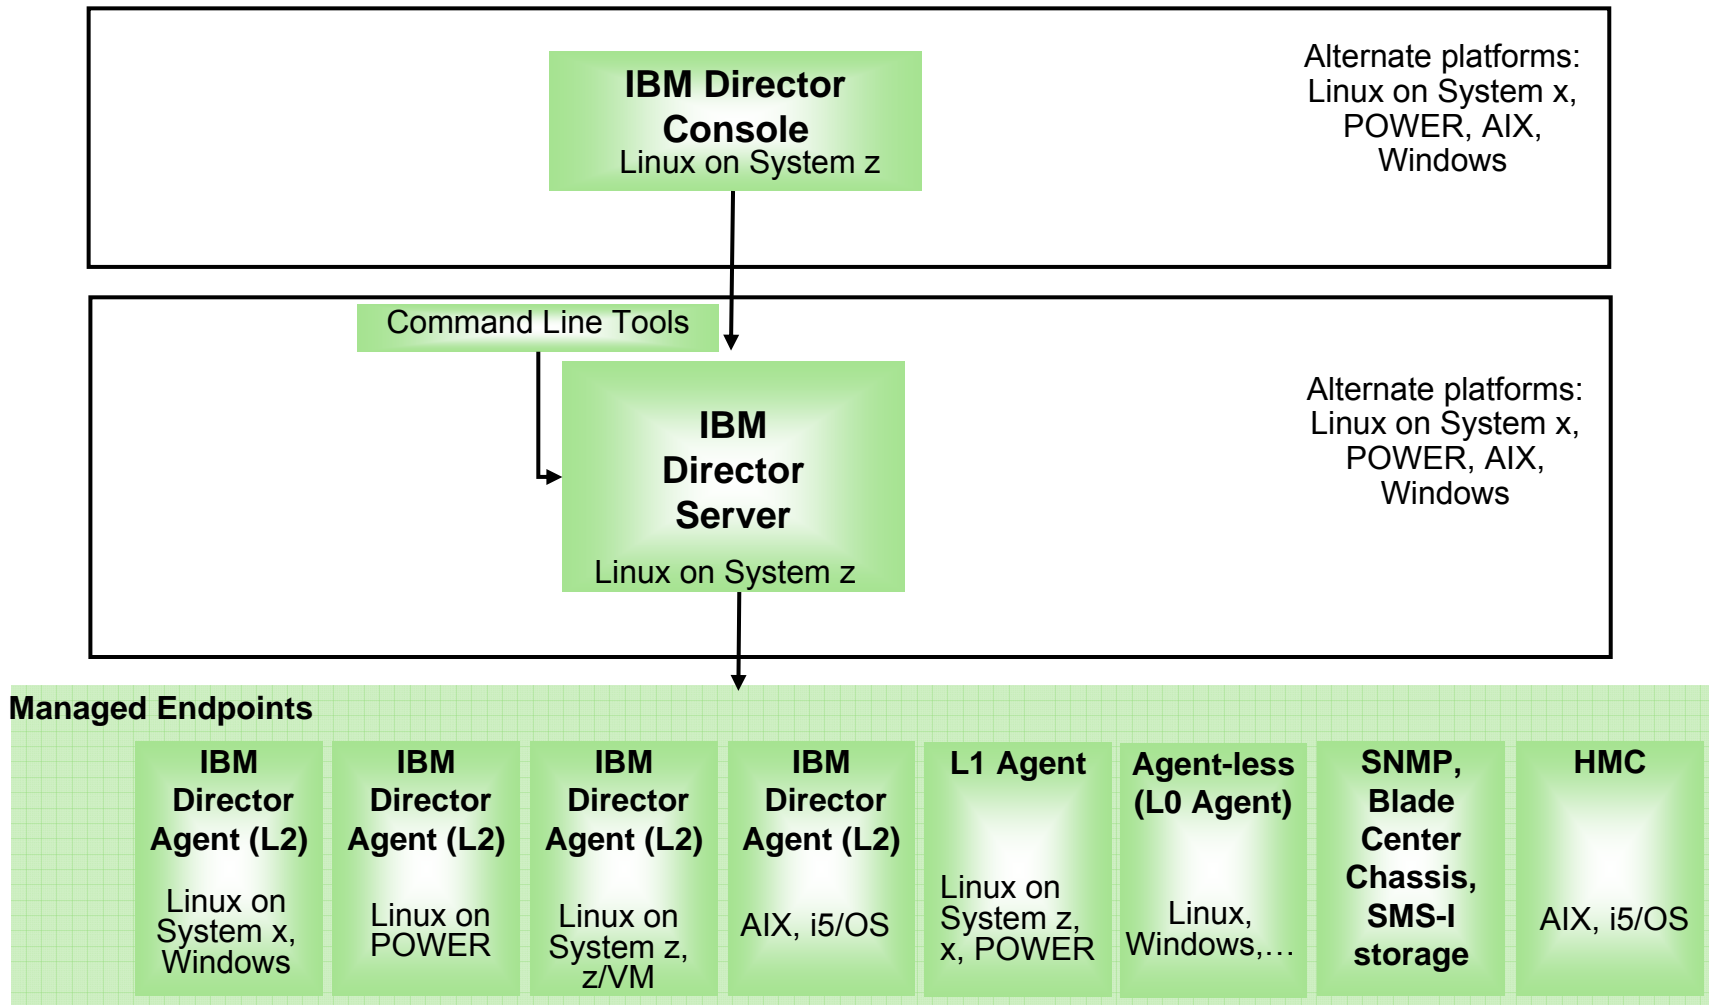 IBM Director
Console
Linux on System z
Alternate platforms:
Linux on System x,
POWER, AIX,
Windows
Command Line Tools
IBM
Director
Server
Linux on System z
Alternate platforms:
Linux on System x,
POWER, AIX,
Windows
Managed Endpoints
IBM
Director
Agent (L2)
Linux on
System x,
Windows
IBM
Director
Agent (L2)
Linux on
POWER
IBM
Director
Agent (L2)
Linux on
System z,
z/VM
IBM
Director
Agent (L2)
AIX, i5/OS
L1 Agent
Linux on
System z,
x, POWER
Agent-less
(L0 Agent)
Linux,
Windows,…
SNMP,
Blade
Center
Chassis,
SMS-I
storage
HMC
AIX, i5/OS